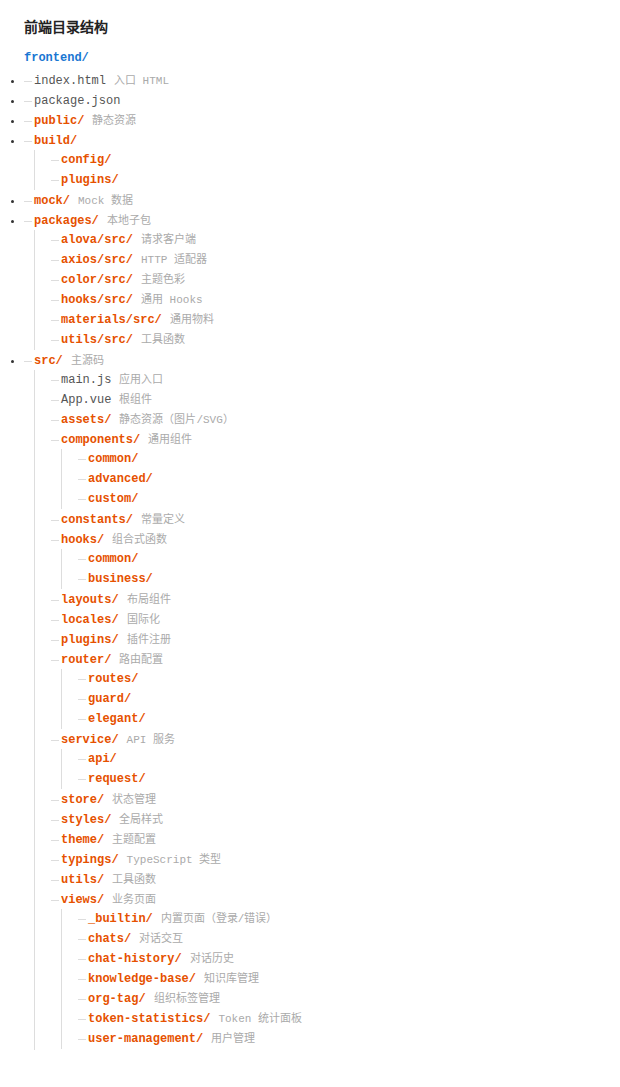 前端目录结构
frontend/
index.html 入口 HTML
package.json
public/ 静态资源
build/
config/
plugins/
mock/ Mock 数据
packages/ 本地子包
alova/src/ 请求客户端
axios/src/ HTTP 适配器
color/src/ 主题色彩
hooks/src/ 通用 Hooks
materials/src/ 通用物料
utils/src/ 工具函数
src/ 主源码
main.js 应用入口
App.vue 根组件
assets/ 静态资源（图片/SVG）
components/ 通用组件
common/
advanced/
custom/
constants/ 常量定义
hooks/ 组合式函数
common/
business/
layouts/ 布局组件
locales/ 国际化
plugins/ 插件注册
router/ 路由配置
routes/
guard/
elegant/
service/ API 服务
api/
request/
store/ 状态管理
styles/ 全局样式
theme/ 主题配置
typings/ TypeScript 类型
utils/ 工具函数
views/ 业务页面
_builtin/ 内置页面（登录/错误）
chats/ 对话交互
chat-history/ 对话历史
knowledge-base/ 知识库管理
org-tag/ 组织标签管理
token-statistics/ Token 统计面板
user-management/ 用户管理